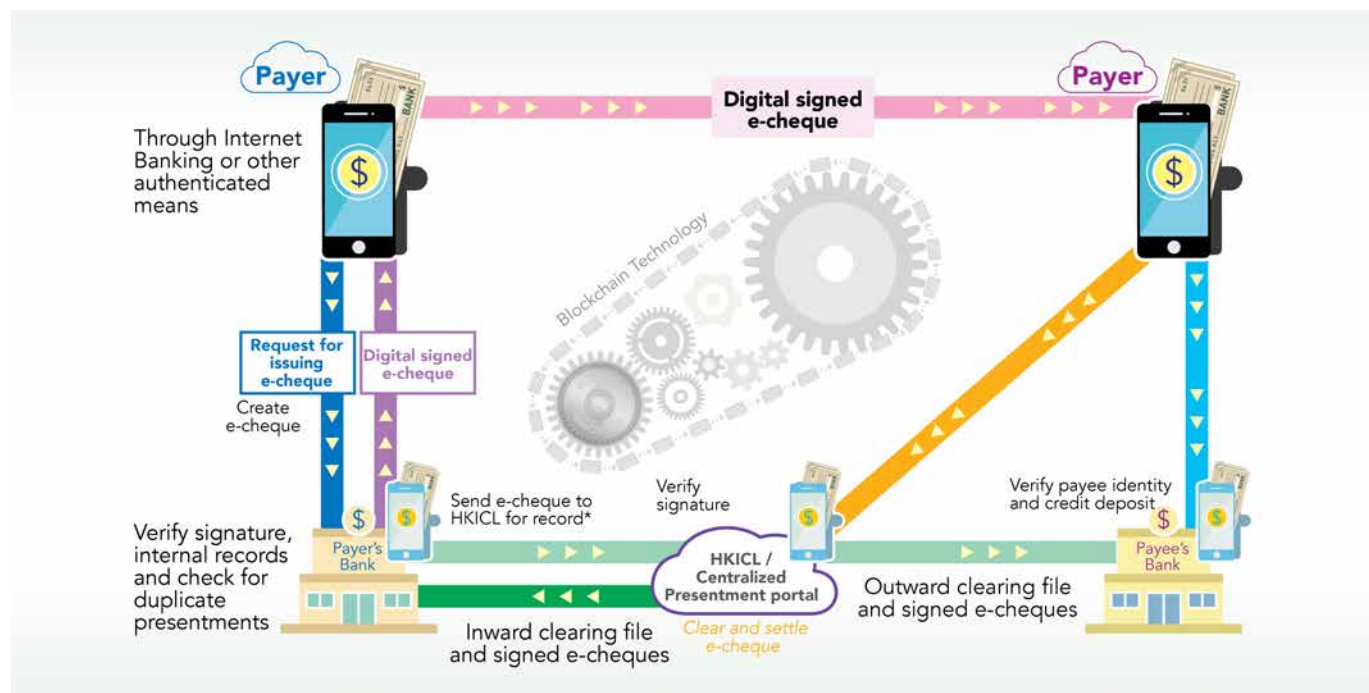 Payer
Through Internet
Banking or other
authenticated
means
$
BANK
Digital signed
e-cheque
Payer
$
BANK
Blockchain Technology
Request for
issuing
e-cheque
Digital signed
e-cheque
Create
e-cheque
Verify signature,
internal records
and check for
duplicate
presentments
$
$
Payer's
Bank
Send e-cheque to
HKICL for record*
Verify
signature
$
HKICL /
Centralized
Presentment portal
Clear and settle
e-cheque
Inward clearing file
and signed e-cheques
Outward clearing file
and signed e-cheques
Verify payee identity
and credit deposit
$
$
Payee's
Bank